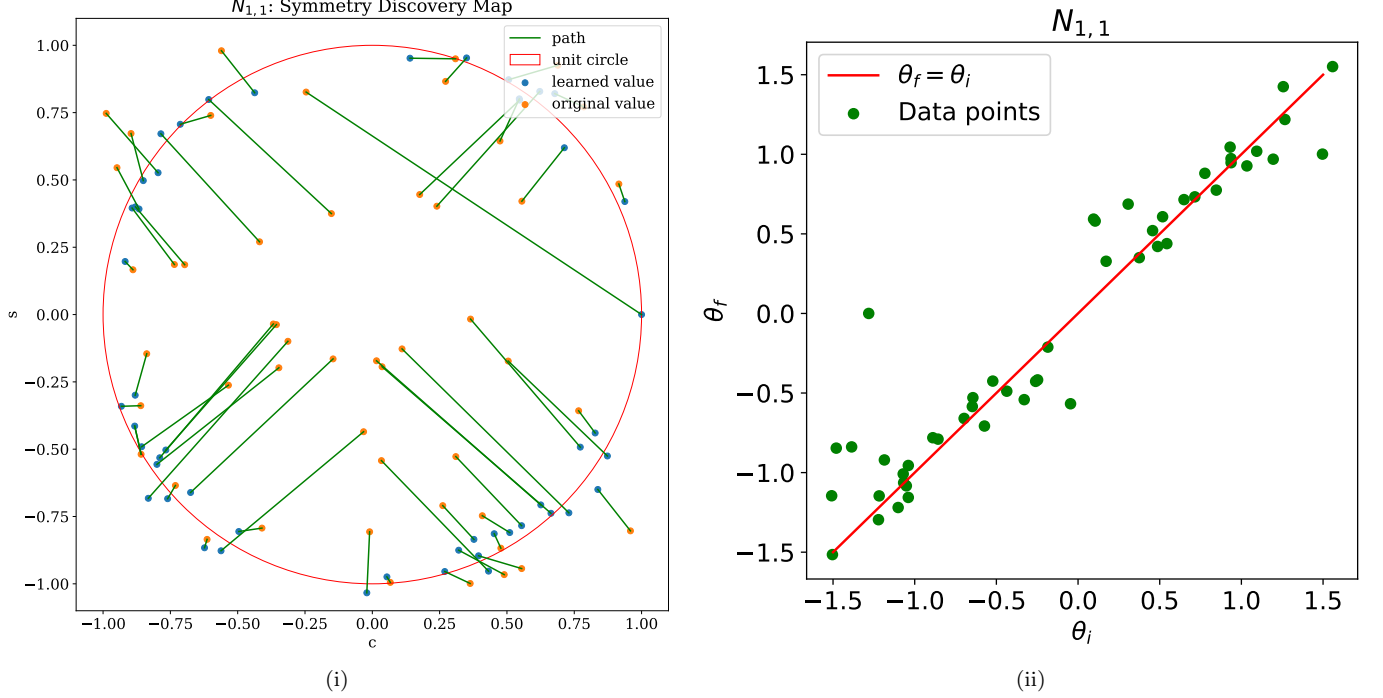 N₁,₁: Symmetry Discovery Map
path
unit circle
learned value
original value
1.00
0.75
0.50
0.25
0.00
−0.25
−0.50
−0.75
−1.00
s
−1.00 −0.75 −0.50 −0.25 0.00 0.25 0.50 0.75 1.00
c
(i)
N₁,₁
θf = θi
Data points
1.5
1.0
0.5
0.0
−0.5
−1.0
−1.5
θf
−1.5 −1.0 −0.5 0.0 0.5 1.0 1.5
θi
(ii)